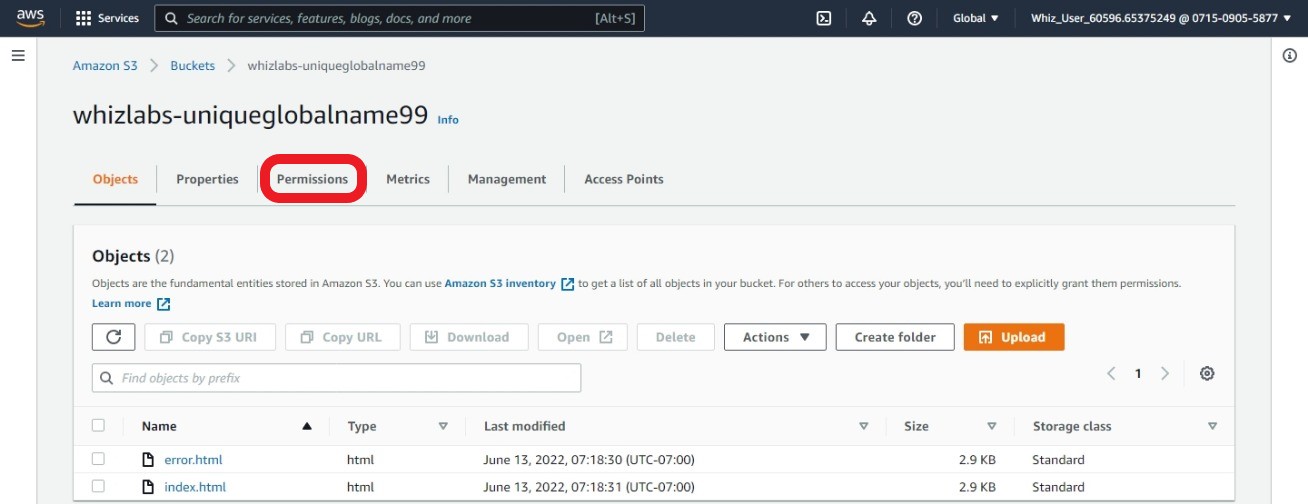 aws Services Search for services, features, blogs, docs, and more [Alt+S] Global Whiz_User_60596.65375249 @ 0715-0905-5877
Amazon S3 Buckets whizlabs-uniqueglobalname99
whizlabs-uniqueglobalname99 Info
Objects Properties Permissions Metrics Management Access Points
Objects (2)
Objects are the fundamental entities stored in Amazon S3. You can use Amazon S3 inventory to get a list of all objects in your bucket. For others to access your objects, you'll need to explicitly grant them permissions.
Learn more
Copy S3 URI Copy URL Download Open Delete Actions Create folder Upload
Find objects by prefix 1
Name Type Last modified Size Storage class
error.html html June 13, 2022, 07:18:30 (UTC-07:00) 2.9 KB Standard
index.html html June 13, 2022, 07:18:31 (UTC-07:00) 2.9 KB Standard